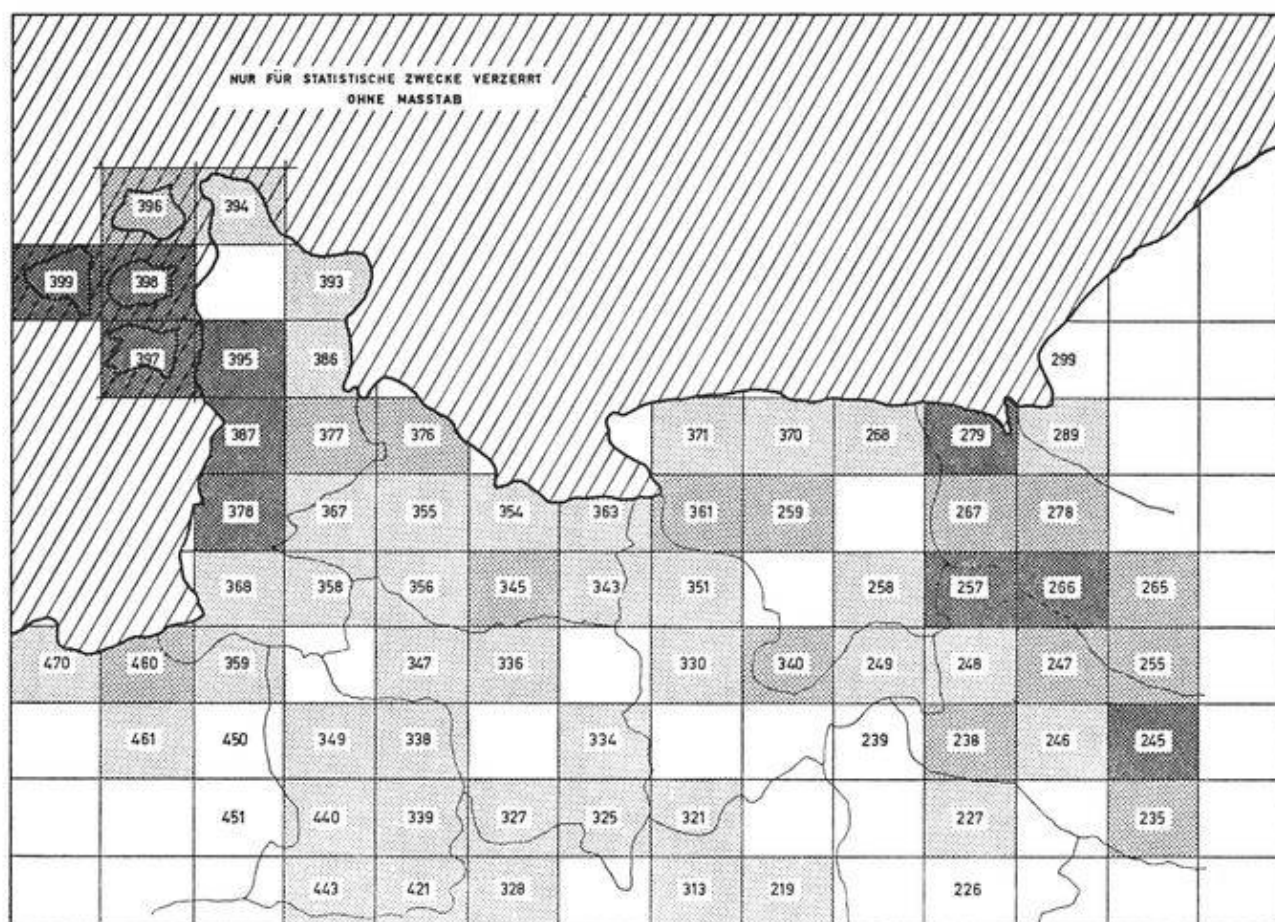 NUR FÜR STATISTISCHE ZWECKE VERZERRT
OHNE MASSTAB
396 394
399 398 393
397 395 386 299
387 377 376 371 370 268 279 289
378 367 355 354 363 361 259 267 278
368 358 356 345 343 351 258 257 266 265
470 460 359 347 336 330 340 249 248 247 255
461 450 349 338 334 239 238 246 245
451 440 339 327 325 321 227 235
443 421 328 313 219 226